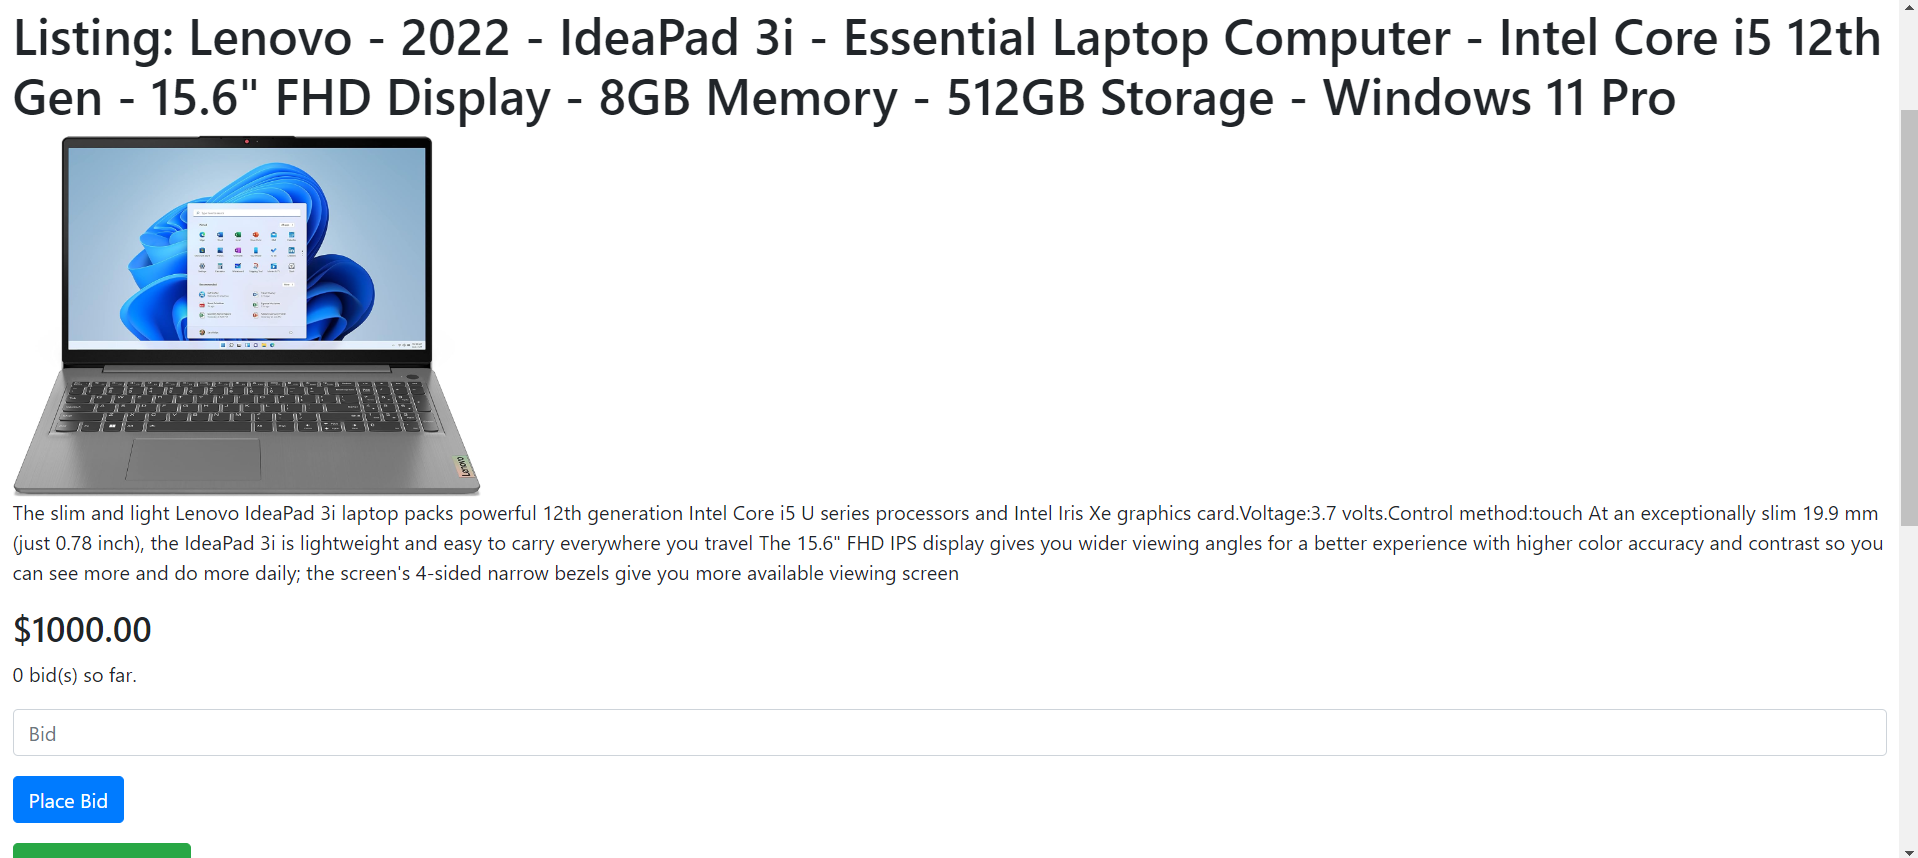 Listing: Lenovo - 2022 - IdeaPad 3i - Essential Laptop Computer - Intel Core i5 12th
Gen - 15.6" FHD Display - 8GB Memory - 512GB Storage - Windows 11 Pro
Lenovo
The slim and light Lenovo IdeaPad 3i laptop packs powerful 12th generation Intel Core i5 U series processors and Intel Iris Xe graphics card.Voltage:3.7 volts.Control method:touch At an exceptionally slim 19.9 mm
(just 0.78 inch), the IdeaPad 3i is lightweight and easy to carry everywhere you travel The 15.6" FHD IPS display gives you wider viewing angles for a better experience with higher color accuracy and contrast so you
can see more and do more daily; the screen's 4-sided narrow bezels give you more available viewing screen
$1000.00
0 bid(s) so far.
Bid
Place Bid